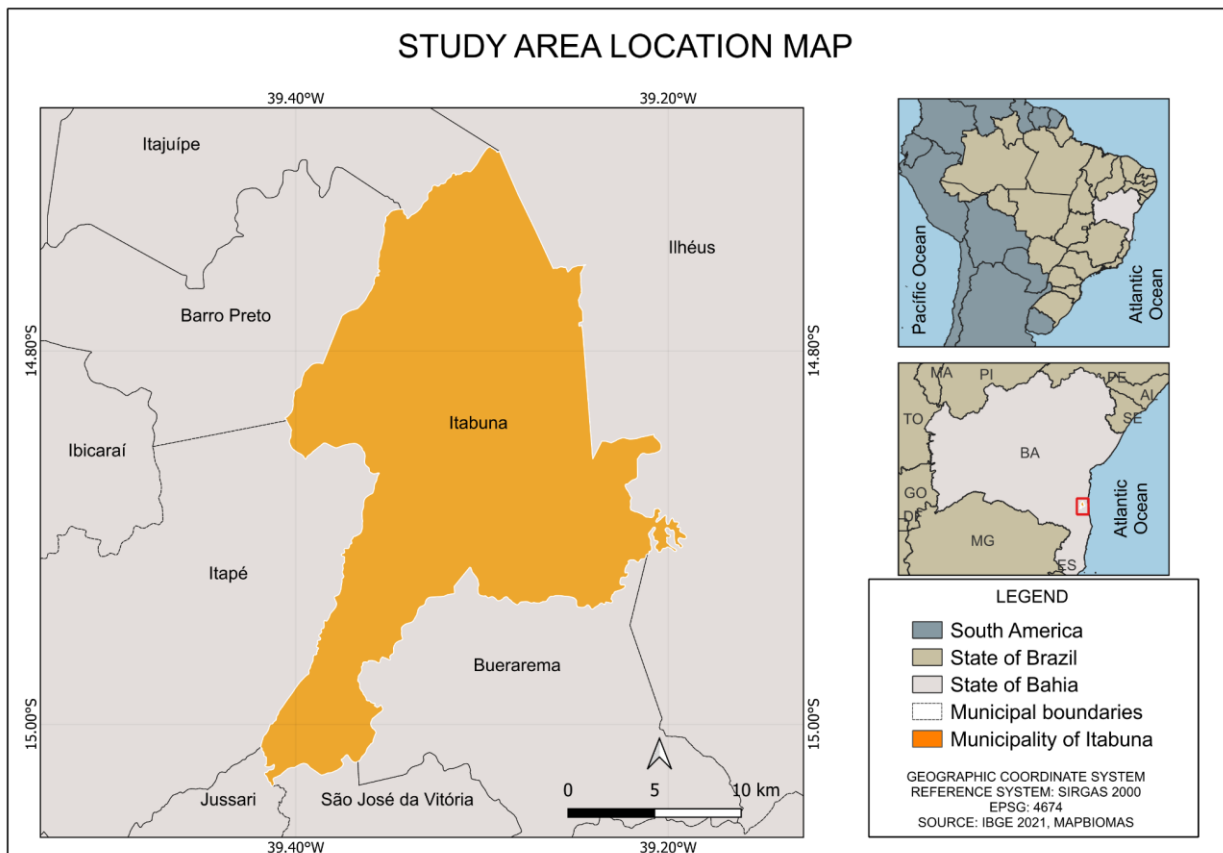 STUDY AREA LOCATION MAP
39.40°W
39.20°W
Itajuípe
Ilhéus
Barro Preto
14.80°S
14.80°S
Itabuna
Ibicaraí
Itapé
Buerarema
15.00°S
15.00°S
0 5 10 km
Jussari
São José da Vitória
39.40°W
39.20°W
Pacific Ocean
Atlantic
Ocean
MA
PI
PE
AL
SE
TO
BA
GO
DF
MG
ES
Atlantic
Ocean
LEGEND
South America
State of Brazil
State of Bahia
Municipal boundaries
Municipality of Itabuna
GEOGRAPHIC COORDINATE SYSTEM
REFERENCE SYSTEM: SIRGAS 2000
EPSG: 4674
SOURCE: IBGE 2021, MAPBIOMAS